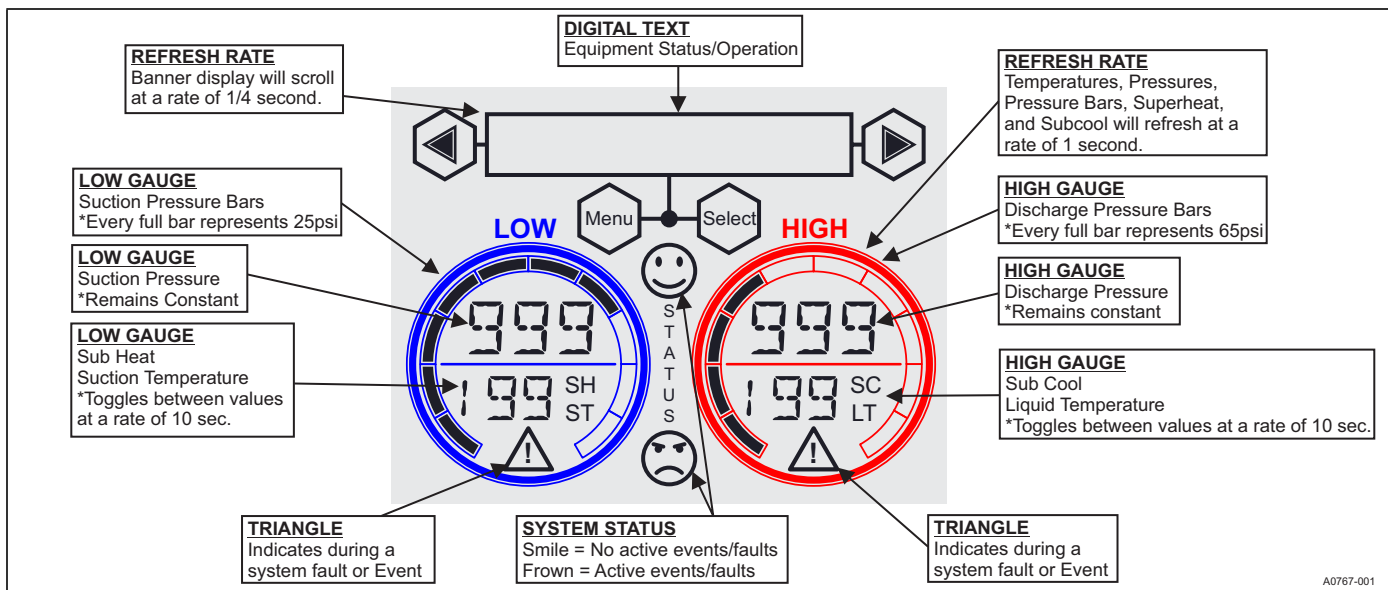 DIGITAL TEXT
Equipment Status/Operation
REFRESH RATE
Banner display will scroll
at a rate of 1/4 second.
REFRESH RATE
Temperatures, Pressures,
Pressure Bars, Superheat,
and Subcool will refresh at a
rate of 1 second.
LOW GAUGE
Suction Pressure Bars
*Every full bar represents 25psi
HIGH GAUGE
Discharge Pressure Bars
*Every full bar represents 65psi
Menu
Select
LOW
HIGH
LOW GAUGE
Suction Pressure
*Remains Constant
HIGH GAUGE
Discharge Pressure
*Remains constant
999
999
STATUS
LOW GAUGE
Sub Heat
Suction Temperature
*Toggles between values
at a rate of 10 sec.
199
SH
ST
199
SC
LT
HIGH GAUGE
Sub Cool
Liquid Temperature
*Toggles between values at a rate of 10 sec.
!
!
TRIANGLE
Indicates during a
system fault or Event
SYSTEM STATUS
Smile = No active events/faults
Frown = Active events/faults
TRIANGLE
Indicates during a
system fault or Event
A0767-001